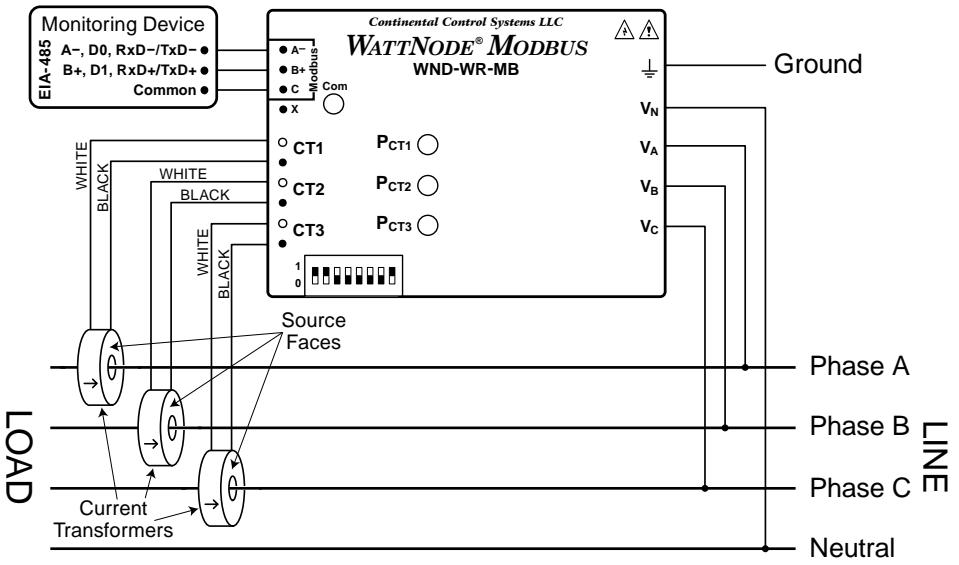 Monitoring Device
EIA-485
A−, D0, RxD−/TxD−
B+, D1, RxD+/TxD+
Common
A−
B+
C
X
Modbus
Com
Continental Control Systems LLC
WATTNODE® MODBUS
WND-WR-MB
Ground
VN
VA
VB
VC
CT1
CT2
CT3
PCT1
PCT2
PCT3
1
0
WHITE
BLACK
WHITE
BLACK
WHITE
BLACK
Source
Faces
Phase A
Phase B
Phase C
Neutral
LOAD
LINE
Current
Transformers